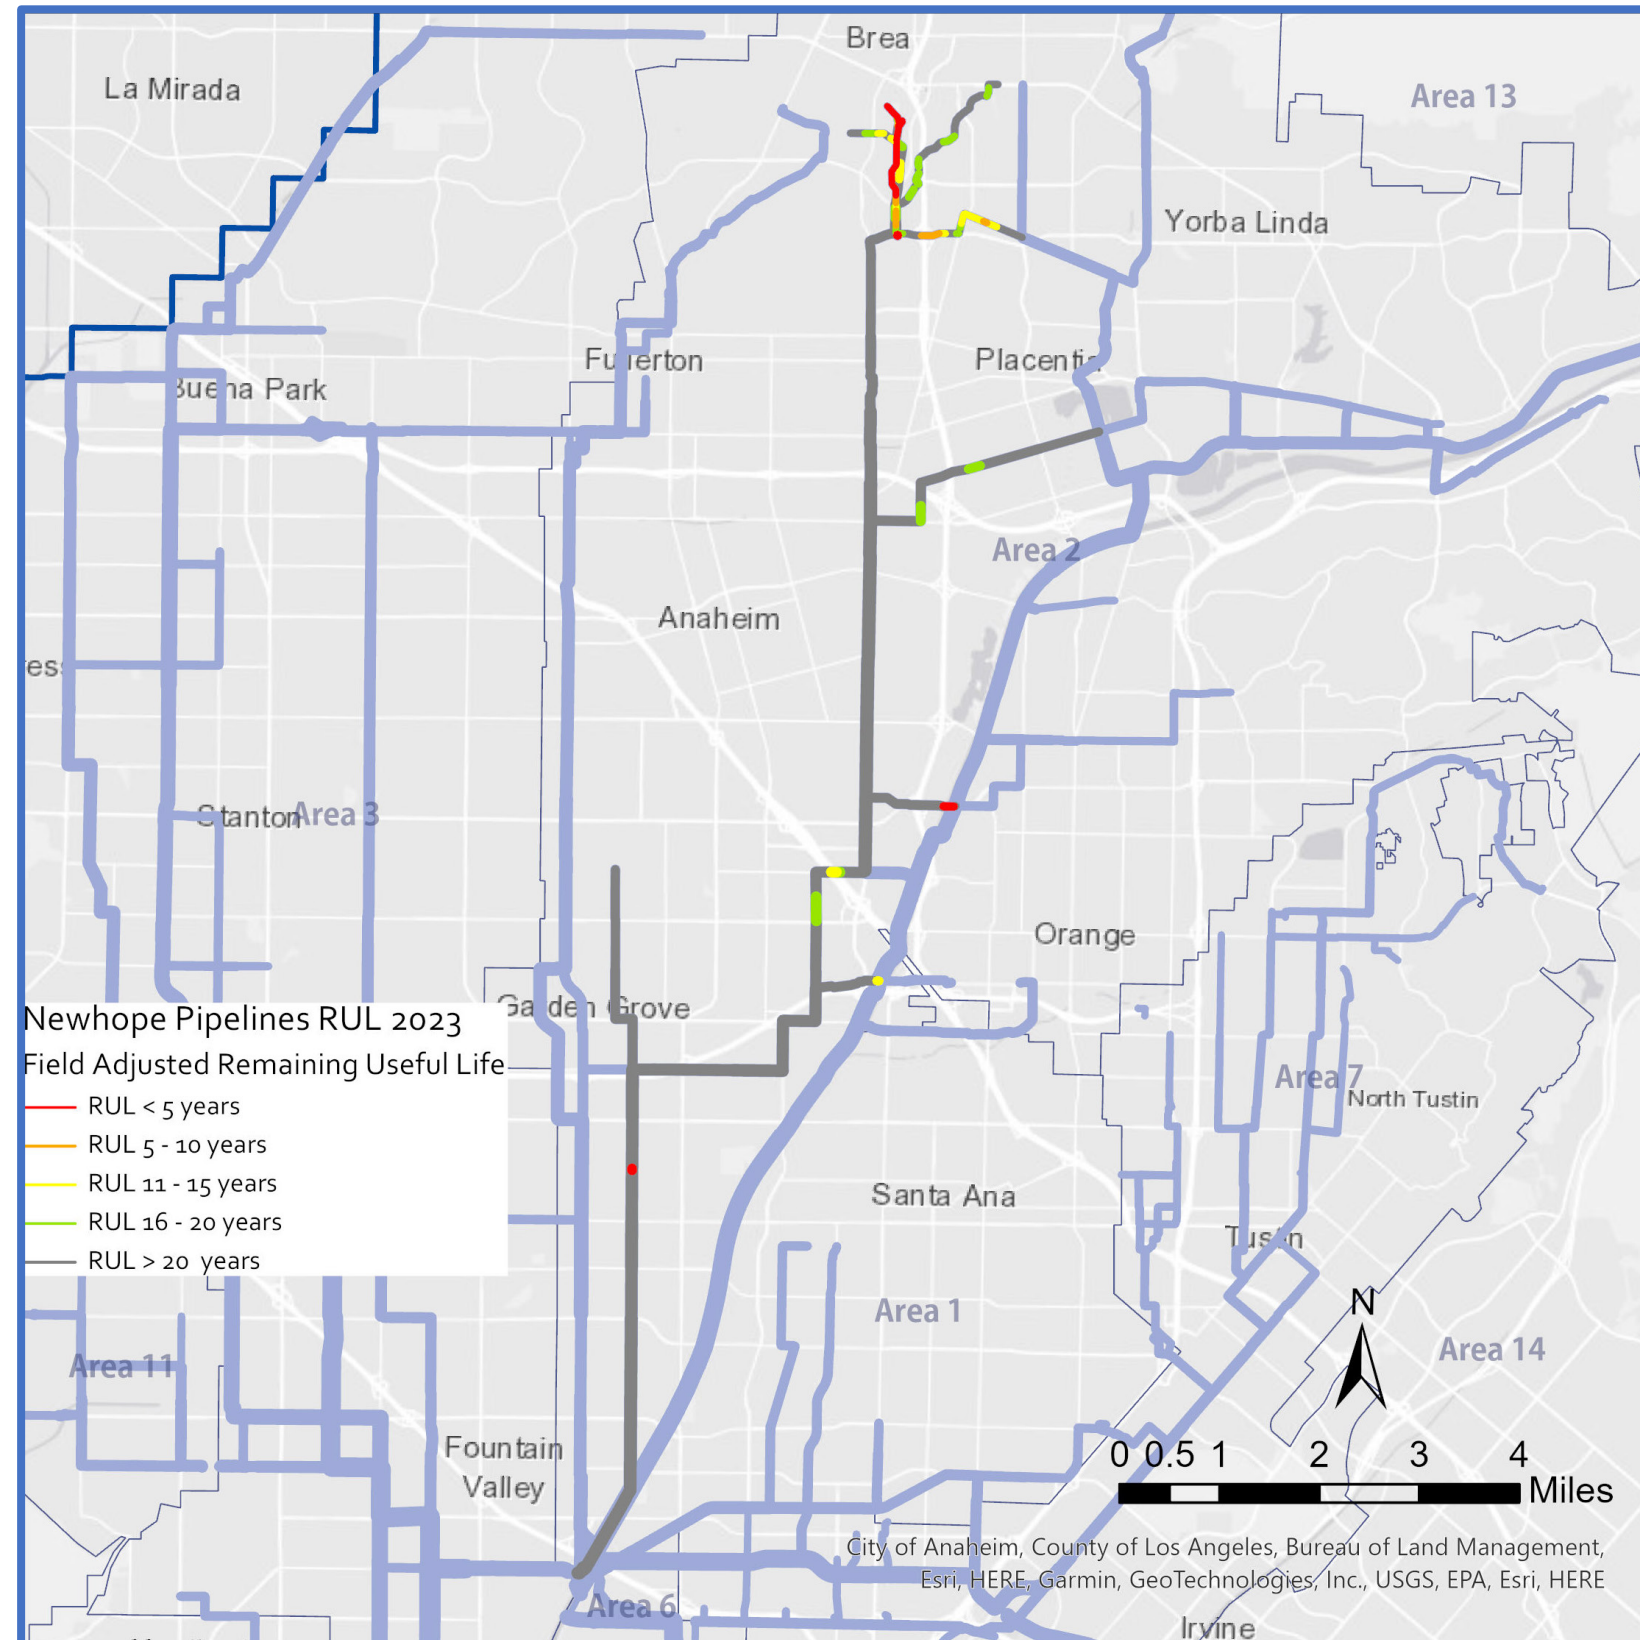 Brea
La Mirada
Area 13
Yorba Linda
Fullerton
Placentia
Buena Park
Area 2
Anaheim
ess
Stanton
Area 3
Orange
Garden Grove
Newhope Pipelines RUL 2023
Field Adjusted Remaining Useful Life
RUL < 5 years
RUL 5 - 10 years
RUL 11 - 15 years
RUL 16 - 20 years
RUL > 20 years
Area 7
North Tustin
Santa Ana
Tustin
Area 1
N
Area 14
Area 11
Fountain
Valley
0 0.5 1 2 3 4
Miles
City of Anaheim, County of Los Angeles, Bureau of Land Management,
Esri, HERE, Garmin, GeoTechnologies, Inc., USGS, EPA, Esri, HERE
Area 6
Irvine